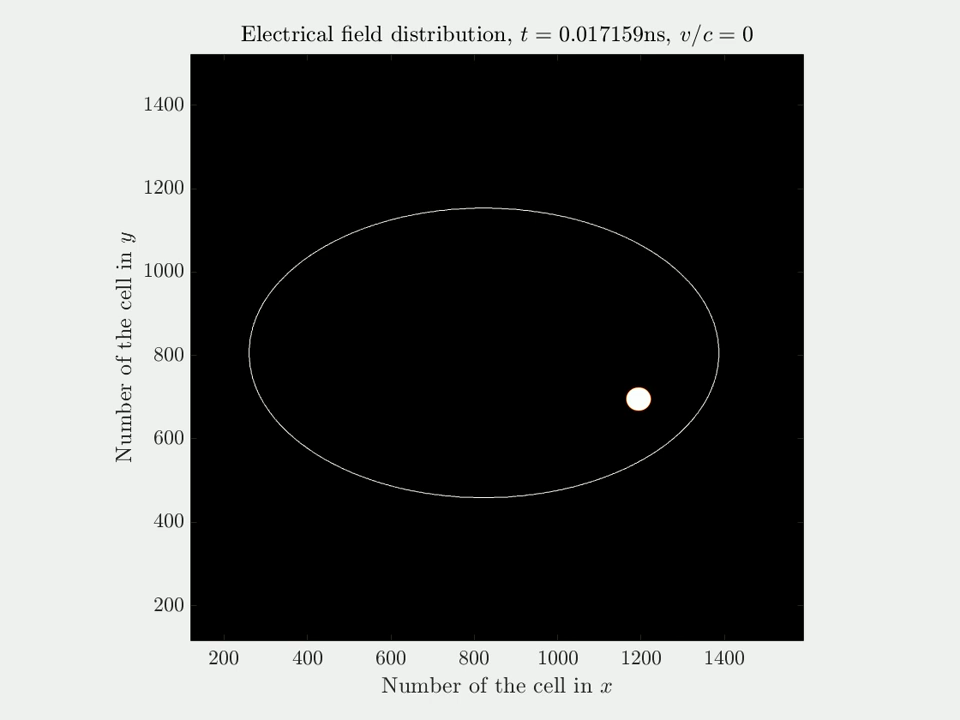 Electrical field distribution, t = 0.017159ns, v/c = 0
1400
1200
1000
800
600
400
200
Number of the cell in y
200 400 600 800 1000 1200 1400
Number of the cell in x